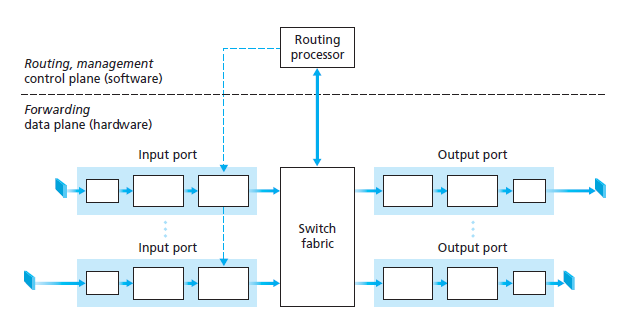 Routing
processor
Routing, management
control plane (software)
Forwarding
data plane (hardware)
Input port
Output port
Switch
fabric
Input port
Output port